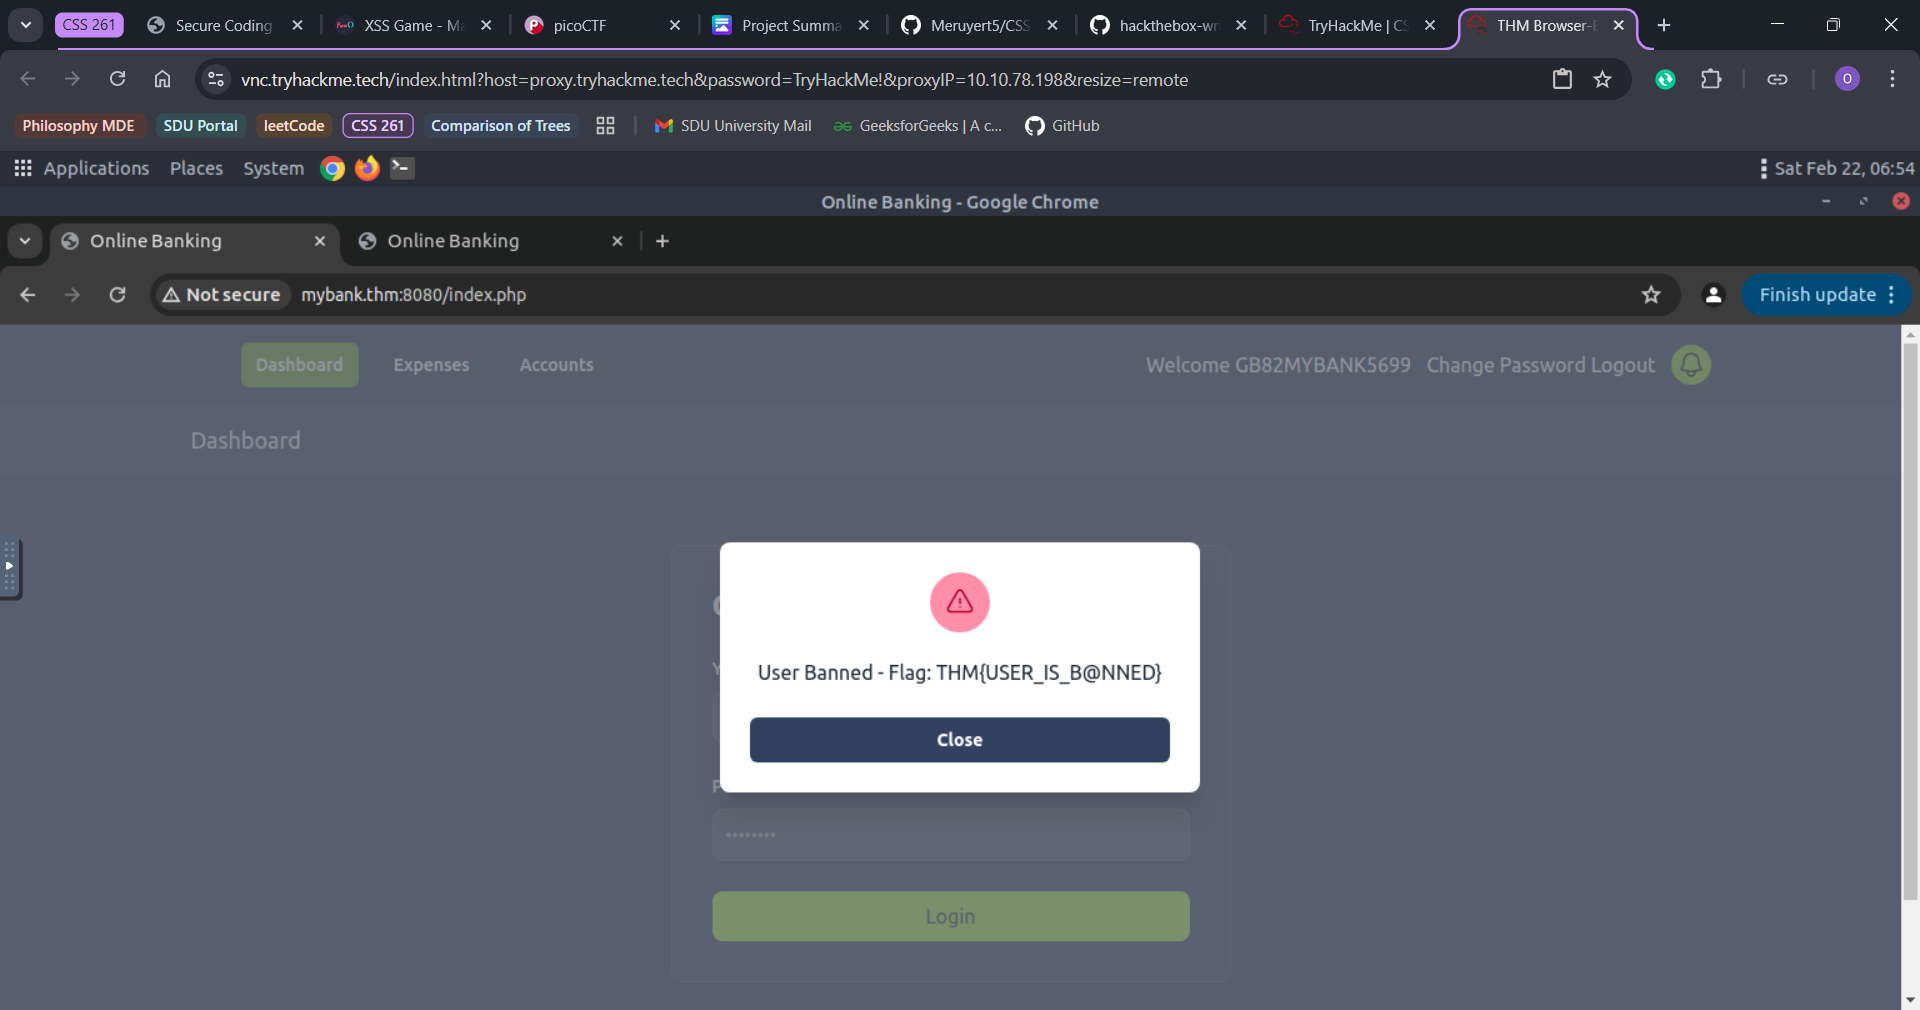 CSS 261
Secure Coding
XSS Game - Ma
picoCTF
Project Summa
Meruyert5/CSS
hackthebox-wr
TryHackMe | CS
THM Browser-
vnc.tryhackme.tech/index.html?host=proxy.tryhackme.tech&password=TryHackMe!&proxyIP=10.10.78.198&resize=remote
O
Philosophy MDE
SDU Portal
leetCode
CSS 261
Comparison of Trees
SDU University Mail
GeeksforGeeks | A c...
GitHub
Applications Places System
Sat Feb 22, 06:54
Online Banking - Google Chrome
Online Banking
Online Banking
Not secure
mybank.thm:8080/index.php
Finish update
Dashboard
Expenses
Accounts
Welcome GB82MYBANK5699
Change Password Logout
Dashboard
User Banned - Flag: THM{USER_IS_B@NNED}
Close
Login